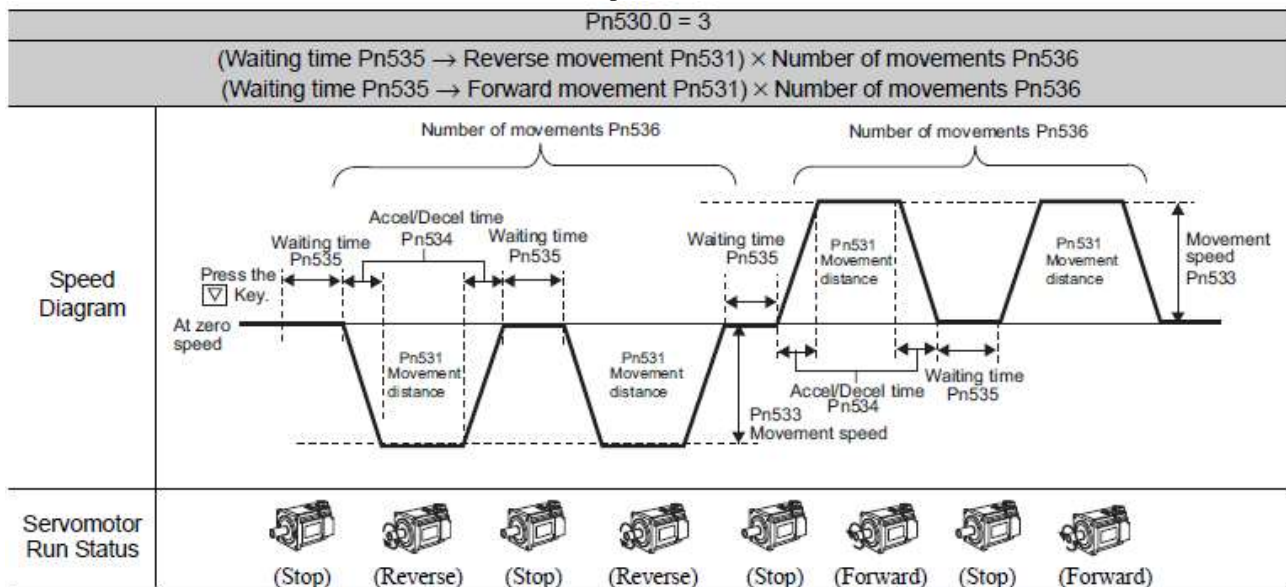 Pn530.0 = 3
(Waiting time Pn535 → Reverse movement Pn531) × Number of movements Pn536
(Waiting time Pn535 → Forward movement Pn531) × Number of movements Pn536
Speed
Diagram
Number of movements Pn536
Number of movements Pn536
Accel/Decel time
Pn534
Waiting time
Pn535
Waiting time
Pn535
Press the
▽ Key.
At zero
speed
Pn531
Movement
distance
Pn531
Movement
distance
Waiting time
Pn535
Pn533
Movement speed
Pn531
Movement
distance
Pn531
Movement
distance
Movement
speed
Pn533
Accel/Decel time
Pn534
Waiting time
Pn535
Servomotor
Run Status
(Stop) (Reverse) (Stop) (Reverse) (Stop) (Forward) (Stop) (Forward)